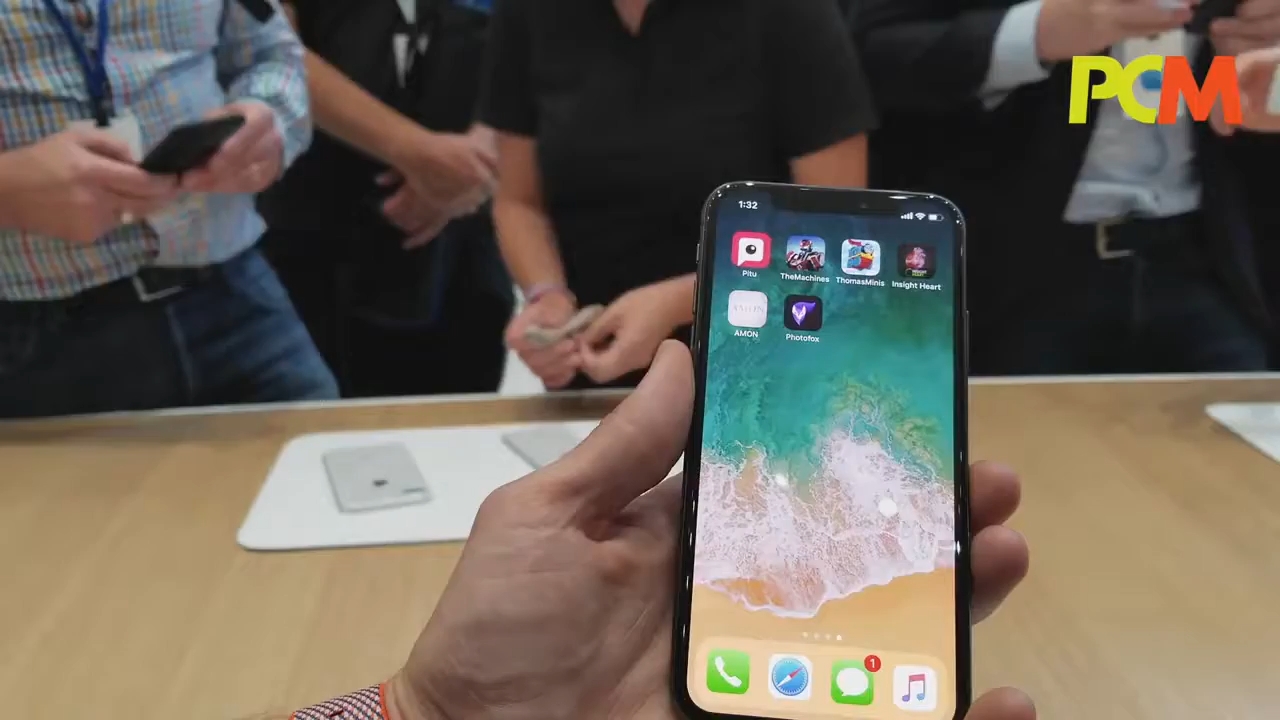 PCM
1:32
Pitu TheMachines ThomasMinis Insight Heart
AMON Photofox
1